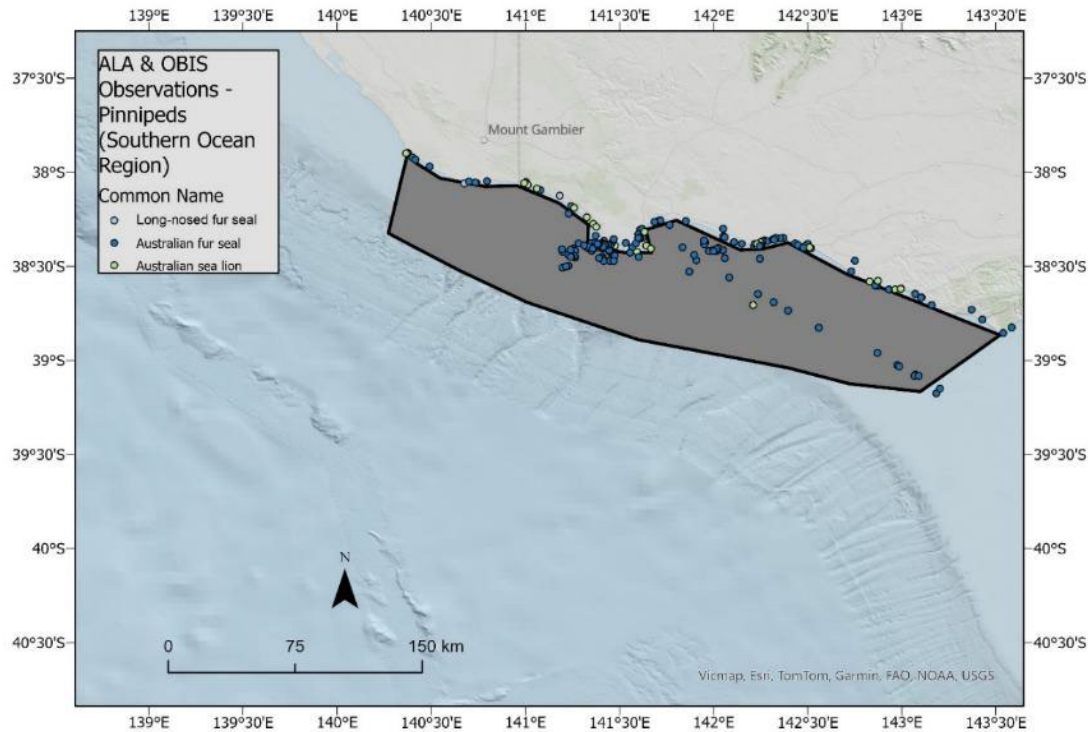 139°E 139°30'E 140°E 140°30'E 141°E 141°30'E 142°E 142°30'E 143°E 143°30'E
ALA & OBIS
Observations -
Pinnipeds
(Southern Ocean
Region)
Common Name
Long-nosed fur seal
Australian fur seal
Australian sea lion
Mount Gambier
37°30'S 37°30'S
38°S 38°S
38°30'S 38°30'S
39°S 39°S
39°30'S 39°30'S
40°S 40°S
40°30'S 40°30'S
N
0 75 150 km
Vicmap, Esri, TomTom, Garmin, FAO, NOAA, USGS
139°E 139°30'E 140°E 140°30'E 141°E 141°30'E 142°E 142°30'E 143°E 143°30'E